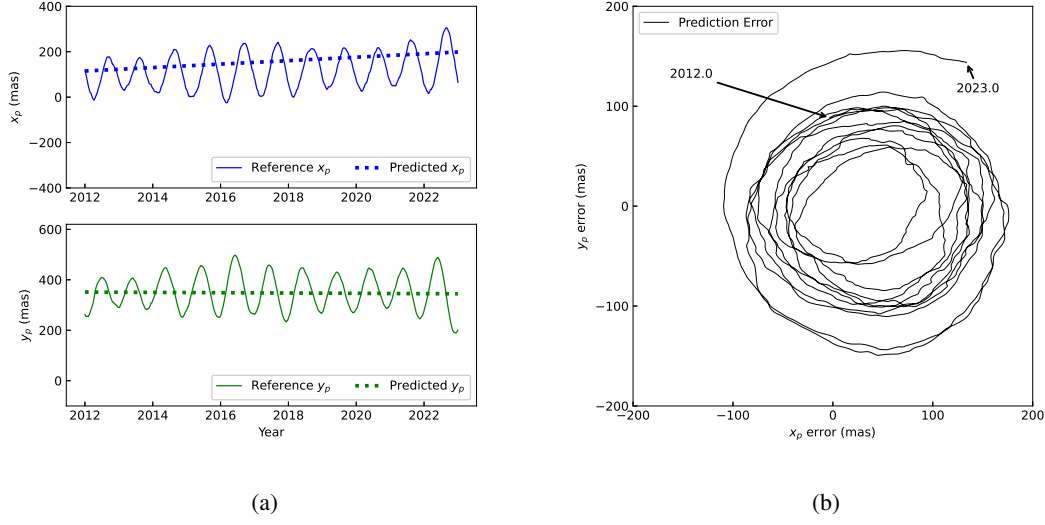 400
200
0
−200
−400
x_p (mas)
Reference x_p Predicted x_p
2012 2014 2016 2018 2020 2022
600
400
200
0
y_p (mas)
Reference y_p Predicted y_p
2012 2014 2016 2018 2020 2022
Year
(a)
200
100
0
−100
−200
y_p error (mas)
Prediction Error
2012.0
2023.0
−200 −100 0 100 200
x_p error (mas)
(b)